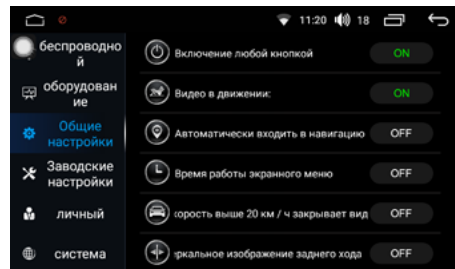 11:20 18
беспроводно
й
Включение любой кнопкой ON
оборудован
ие
Видео в движении: ON
Общие
настройки
Автоматически входить в навигацию OFF
Заводские
настройки
Время работы экранного меню OFF
личный
корость выше 20 км / ч закрывает вид OFF
система
ркальное изображение заднего хода OFF